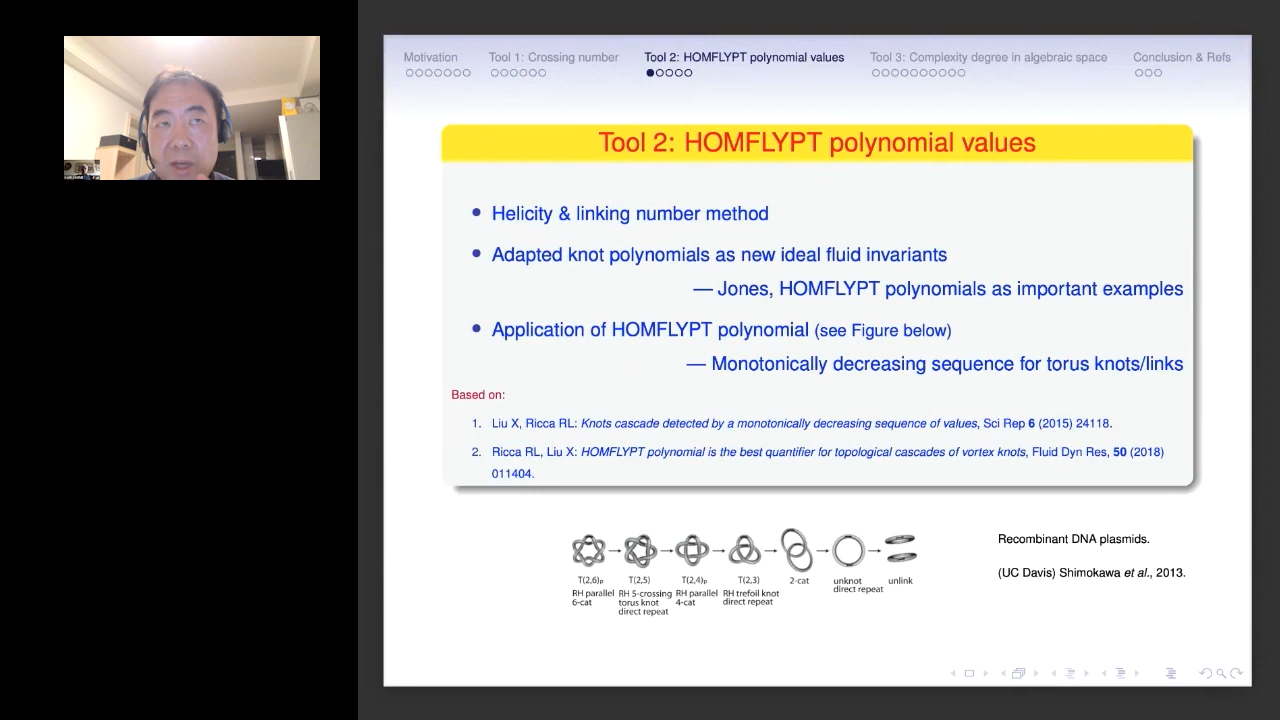 Motivation Tool 1: Crossing number Tool 2: HOMFLYPT polynomial values Tool 3: Complexity degree in algebraic space Conclusion & Refs
Tool 2: HOMFLYPT polynomial values
• Helicity & linking number method
• Adapted knot polynomials as new ideal fluid invariants
— Jones, HOMFLYPT polynomials as important examples
• Application of HOMFLYPT polynomial (see Figure below)
— Monotonically decreasing sequence for torus knots/links
Based on:
1. Liu X, Ricca RL: Knots cascade detected by a monotonically decreasing sequence of values, Sci Rep 6 (2015) 24118.
2. Ricca RL, Liu X: HOMFLYPT polynomial is the best quantifier for topological cascades of vortex knots, Fluid Dyn Res, 50 (2018)
011404.
T(2,6)P T(2,5) T(2,4)P T(2,3) 2-cat unknot unlink
RH parallel RH 5-crossing RH parallel RH trefoil knot direct repeat
6-cat torus knot 4-cat direct repeat
direct repeat
Recombinant DNA plasmids.
(UC Davis) Shimokawa et al., 2013.